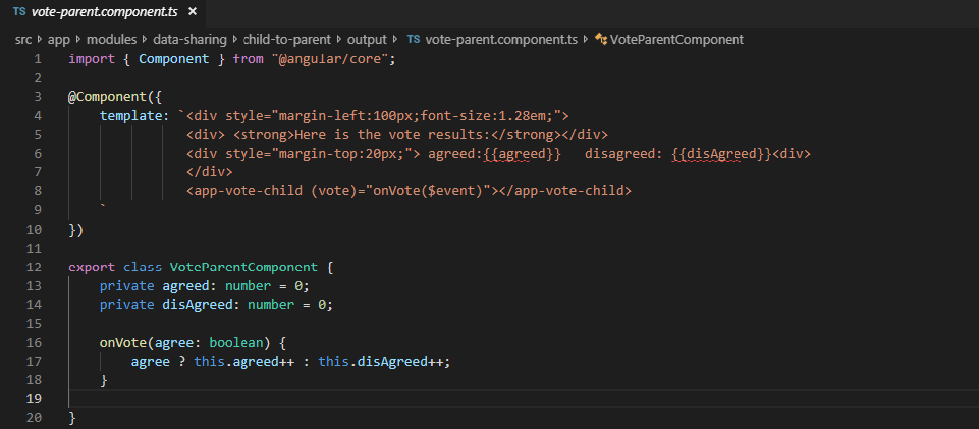 TS vote-parent.component.ts ×
src › app › modules › data-sharing › child-to-parent › output › TS vote-parent.component.ts › VoteParentComponent
1 import { Component } from "@angular/core";
2
3 @Component({
4 template: `<div style="margin-left:100px;font-size:1.28em;">
5 <div> <strong>Here is the vote results:</strong></div>
6 <div style="margin-top:20px;"> agreed:{{agreed}} disagreed: {{disAgreed}}<div>
7 </div>
8 <app-vote-child (vote)="onVote($event)"></app-vote-child>
9 `
10 })
11
12 export class VoteParentComponent {
13 private agreed: number = 0;
14 private disAgreed: number = 0;
15
16 onVote(agree: boolean) {
17 agree ? this.agreed++ : this.disAgreed++;
18 }
19
20 }